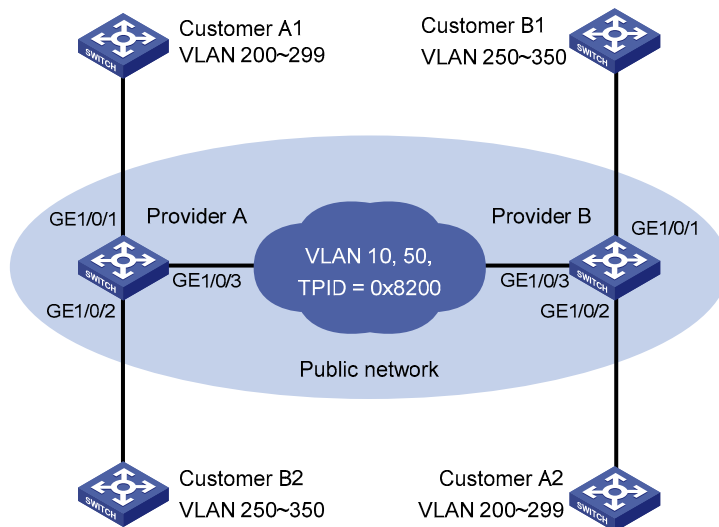 Customer A1
VLAN 200~299
SWITCH
Customer B1
VLAN 250~350
SWITCH
GE1/0/1
Provider A
SWITCH
GE1/0/3
GE1/0/2
VLAN 10, 50,
TPID = 0x8200
Provider B
GE1/0/1
SWITCH
GE1/0/3
GE1/0/2
Public network
Customer B2
VLAN 250~350
SWITCH
Customer A2
VLAN 200~299
SWITCH